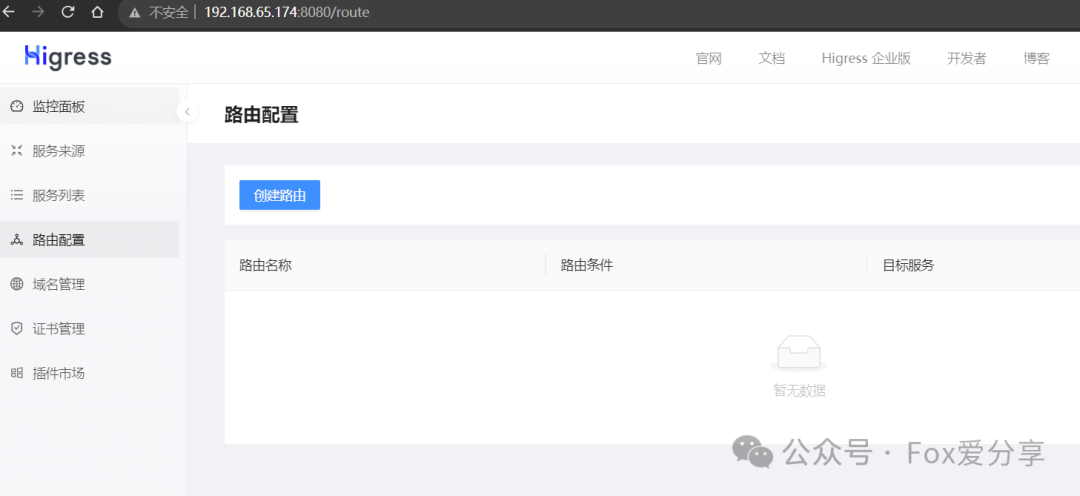 不安全 192.168.65.174:8080/route
Higress
官网 文档 Higress 企业版 开发者 博客
监控面板
路由配置
服务来源
服务列表
创建路由
路由配置
路由名称 路由条件 目标服务
域名管理
证书管理
插件市场
暂无数据
公众号 · Fox爱分享